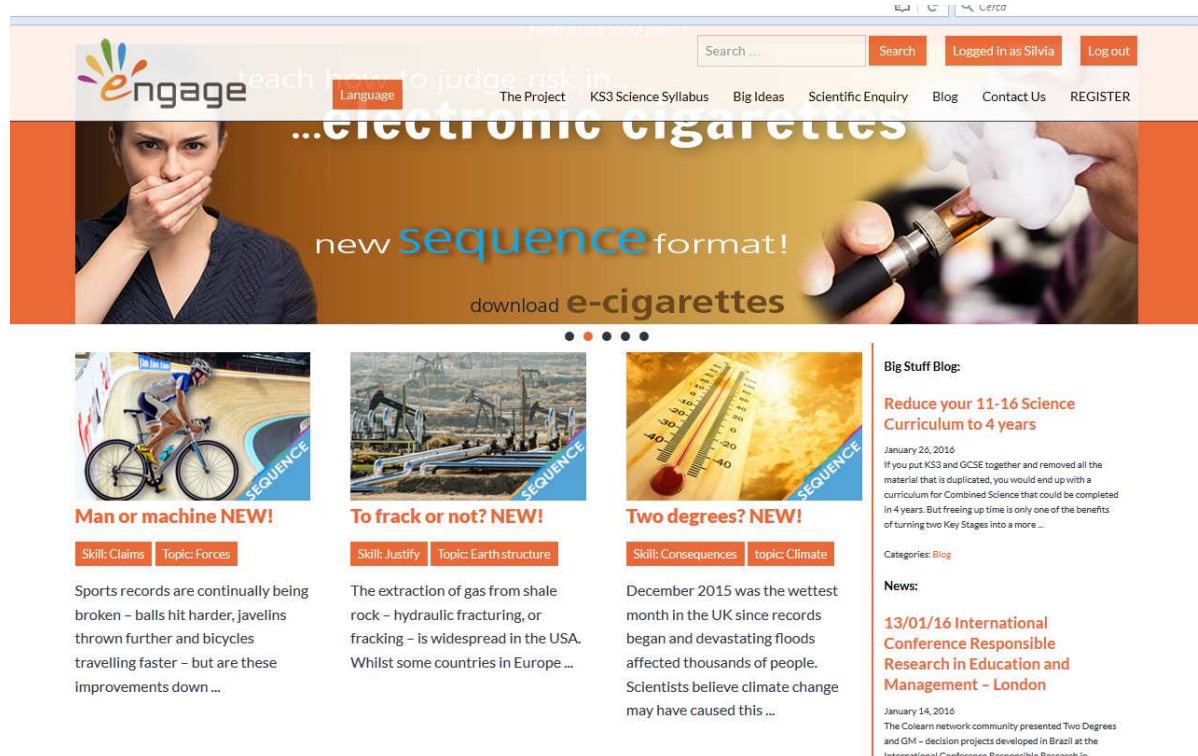 Cerca
Hello to our 5272 users!
Search ...
Search
Logged in as Silvia
Log out
engage
teach how to judge risk in...
Language
The Project
KS3 Science Syllabus
Big Ideas
Scientific Enquiry
Blog
Contact Us
REGISTER
...electronic cigarettes
new sequence format!
download e-cigarettes
SEQUENCE
Man or machine NEW!
Skill: Claims
Topic: Forces
Sports records are continually being
broken – balls hit harder, javelins
thrown further and bicycles
travelling faster – but are these
improvements down ...
SEQUENCE
To frack or not? NEW!
Skill: Justify
Topic: Earth structure
The extraction of gas from shale
rock – hydraulic fracturing, or
fracking – is widespread in the USA.
Whilst some countries in Europe ...
SEQUENCE
Two degrees? NEW!
Skill: Consequences
topic: Climate
December 2015 was the wettest
month in the UK since records
began and devastating floods
affected thousands of people.
Scientists believe climate change
may have caused this ...
Big Stuff Blog:
Reduce your 11-16 Science
Curriculum to 4 years
January 26, 2016
If you put KS3 and GCSE together and removed all the
material that is duplicated, you would end up with a
curriculum for Combined Science that could be completed
in 4 years. But freeing up time is only one of the benefits
of turning two Key Stages into a more ...
Categories: Blog
News:
13/01/16 International
Conference Responsible
Research in Education and
Management – London
January 14, 2016
The Colearn network community presented Two Degrees
and GM – decision projects developed in Brazil at the
International Conference Responsible Research in